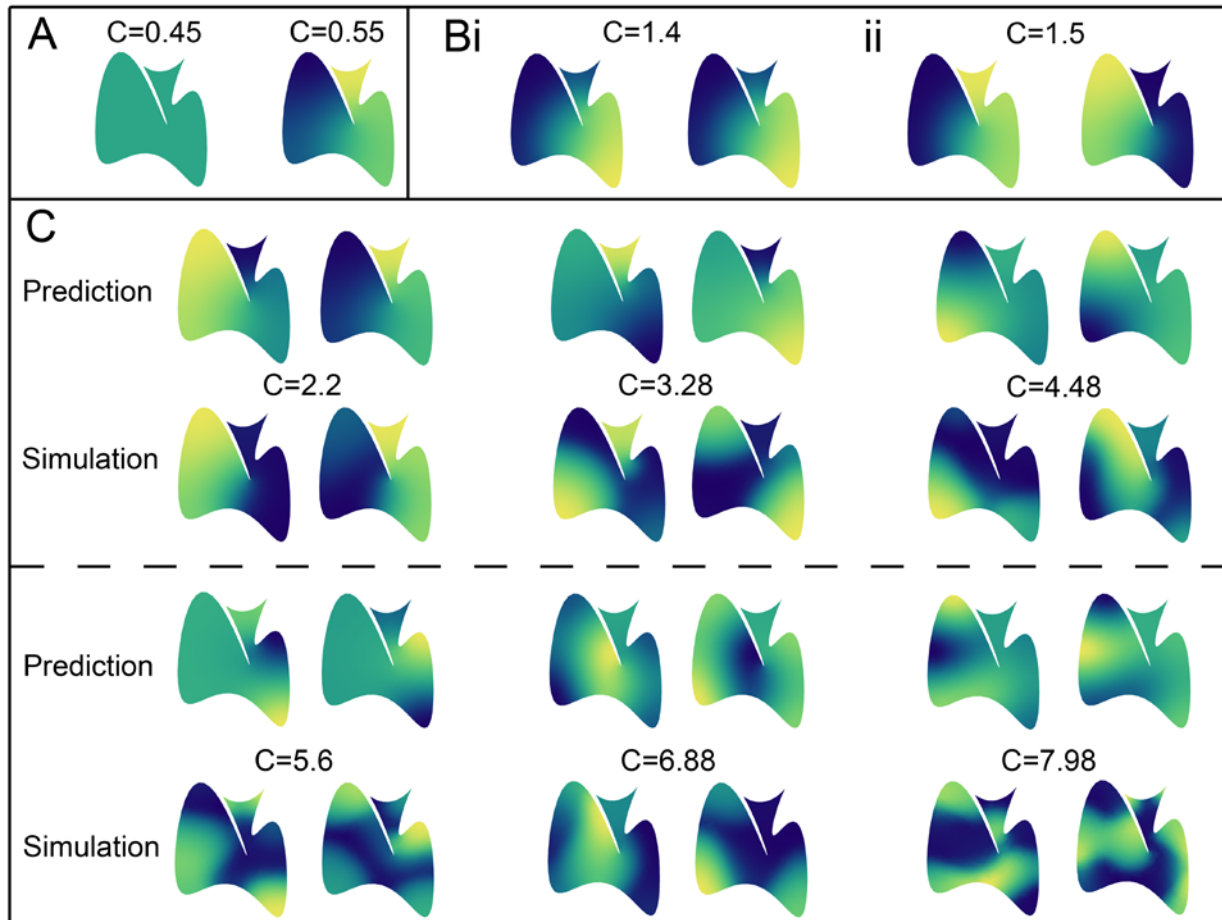 A
C=0.45 C=0.55
Bi C=1.4
ii C=1.5
C
Prediction
C=2.2 C=3.28 C=4.48
Simulation
Prediction
C=5.6 C=6.88 C=7.98
Simulation